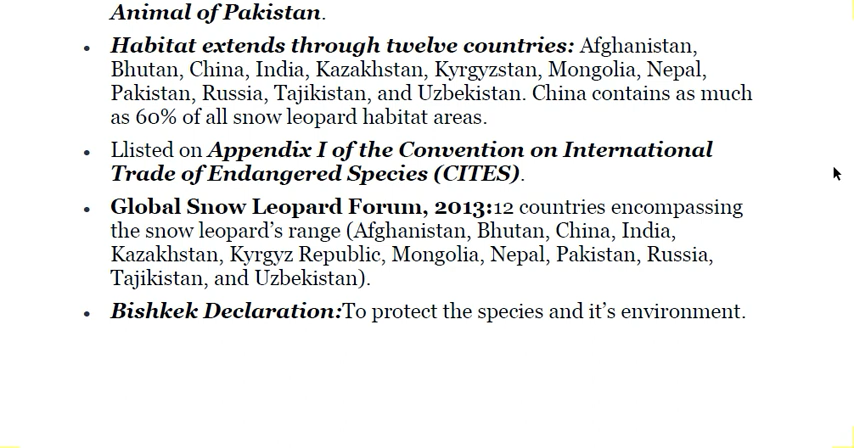 Animal of Pakistan.
• Habitat extends through twelve countries: Afghanistan,
Bhutan, China, India, Kazakhstan, Kyrgyzstan, Mongolia, Nepal,
Pakistan, Russia, Tajikistan, and Uzbekistan. China contains as much
as 60% of all snow leopard habitat areas.
• Llisted on Appendix I of the Convention on International
Trade of Endangered Species (CITES).
• Global Snow Leopard Forum, 2013:12 countries encompassing
the snow leopard’s range (Afghanistan, Bhutan, China, India,
Kazakhstan, Kyrgyz Republic, Mongolia, Nepal, Pakistan, Russia,
Tajikistan, and Uzbekistan).
• Bishkek Declaration:To protect the species and it’s environment.